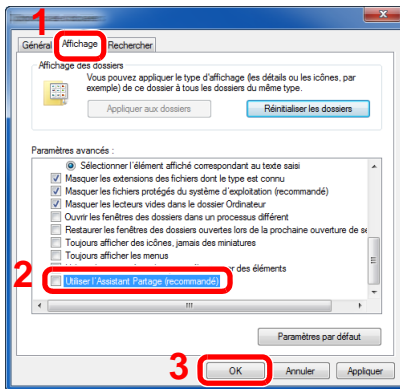 1
Général
Affichage
Rechercher
Affichage des dossiers
Vous pouvez appliquer le type d'affichage (les détails ou les icônes, par
exemple) de ce dossier à tous les dossiers du même type.
Appliquer aux dossiers
Réinitialiser les dossiers
Paramètres avancés :
Sélectionner l'élément affiché correspondant au texte saisi
Masquer les extensions des fichiers dont le type est connu
Masquer les fichiers protégés du système d'exploitation (recommandé)
Masquer les lecteurs vides dans le dossier Ordinateur
Ouvrir les fenêtres des dossiers dans un processus différent
Restaurer les fenêtres des dossiers ouvertes lors de la prochaine ouverture de
Toujours afficher des icônes, jamais des miniatures
Toujours afficher les menus
des éléments
2
Utiliser l'Assistant Partage (recommandé)
Paramètres par défaut
3
OK
Annuler
Appliquer